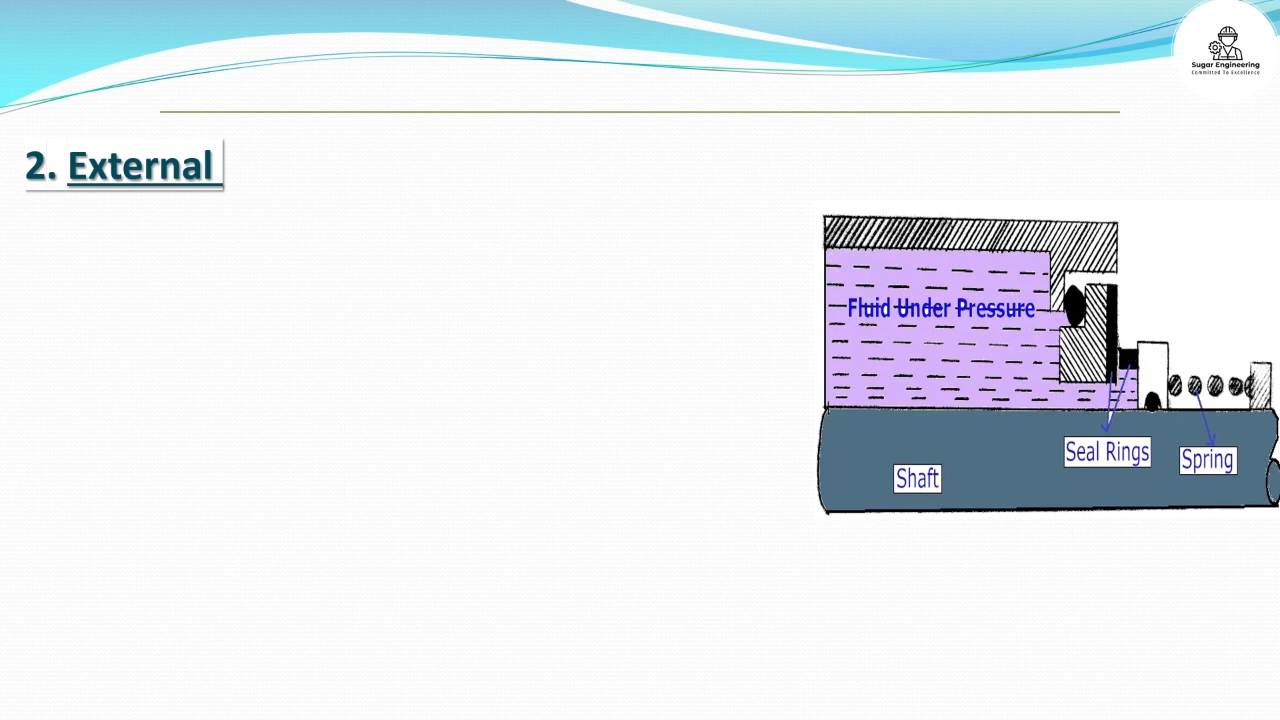 Sugar Engineering
Committed To Excellence
2. External
Fluid Under Pressure
Seal Rings
Spring
Shaft